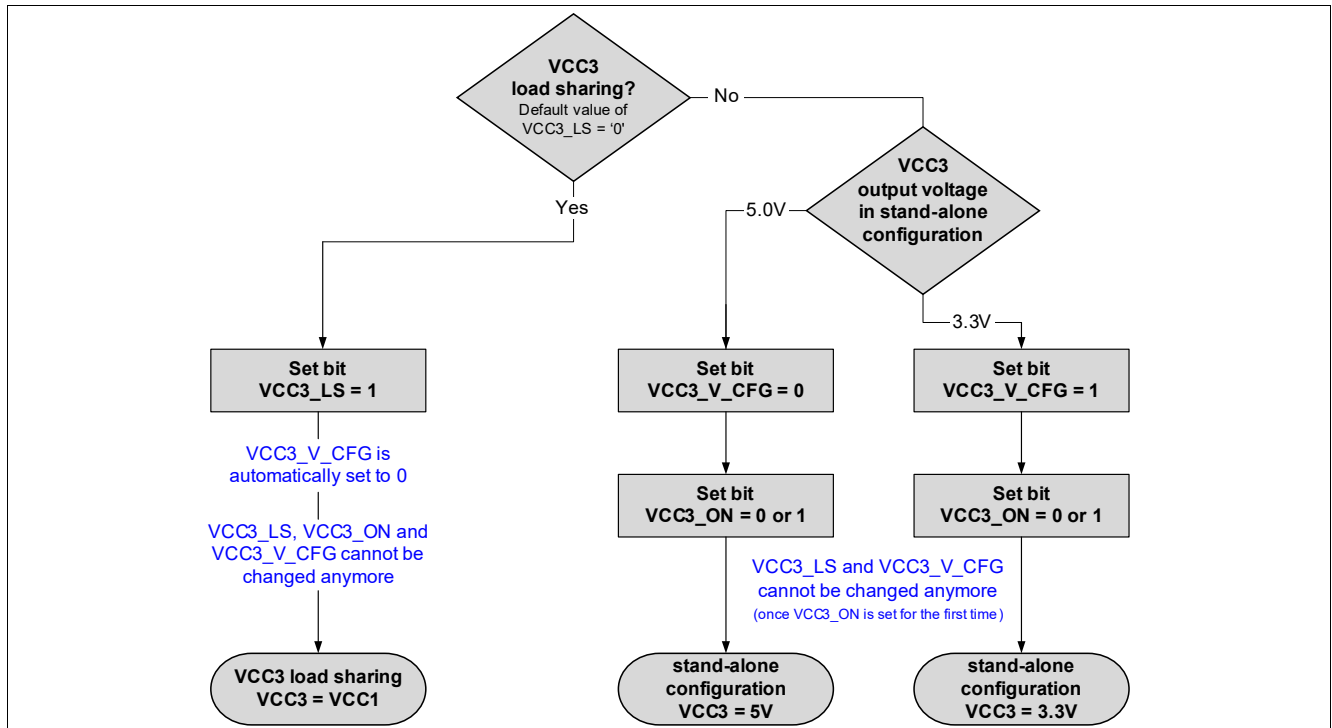 VCC3
load sharing?
Default value of
VCC3_LS = ‘0'
No
Yes
VCC3
output voltage
in stand-alone
configuration
5.0V
3.3V
Set bit
VCC3_LS = 1
Set bit
VCC3_V_CFG = 0
Set bit
VCC3_V_CFG = 1
VCC3_V_CFG is
automatically set to 0
Set bit
VCC3_ON = 0 or 1
Set bit
VCC3_ON = 0 or 1
VCC3_LS, VCC3_ON and
VCC3_V_CFG cannot be
changed anymore
VCC3_LS and VCC3_V_CFG
cannot be changed anymore
(once VCC3_ON is set for the first time)
VCC3 load sharing
VCC3 = VCC1
stand-alone
configuration
VCC3 = 5V
stand-alone
configuration
VCC3 = 3.3V